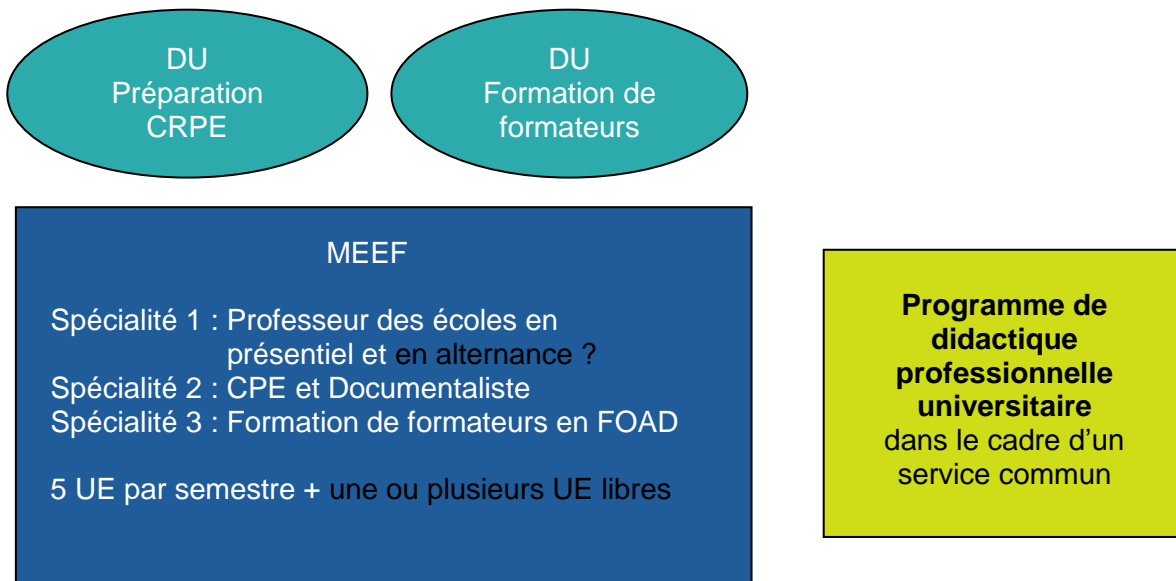 DU
Préparation
CRPE
DU
Formation de
formateurs
MEEF
Spécialité 1 : Professeur des écoles en
présentiel et en alternance ?
Spécialité 2 : CPE et Documentaliste
Spécialité 3 : Formation de formateurs en FOAD
5 UE par semestre + une ou plusieurs UE libres
Programme de
didactique
professionnelle
universitaire
dans le cadre d’un
service commun